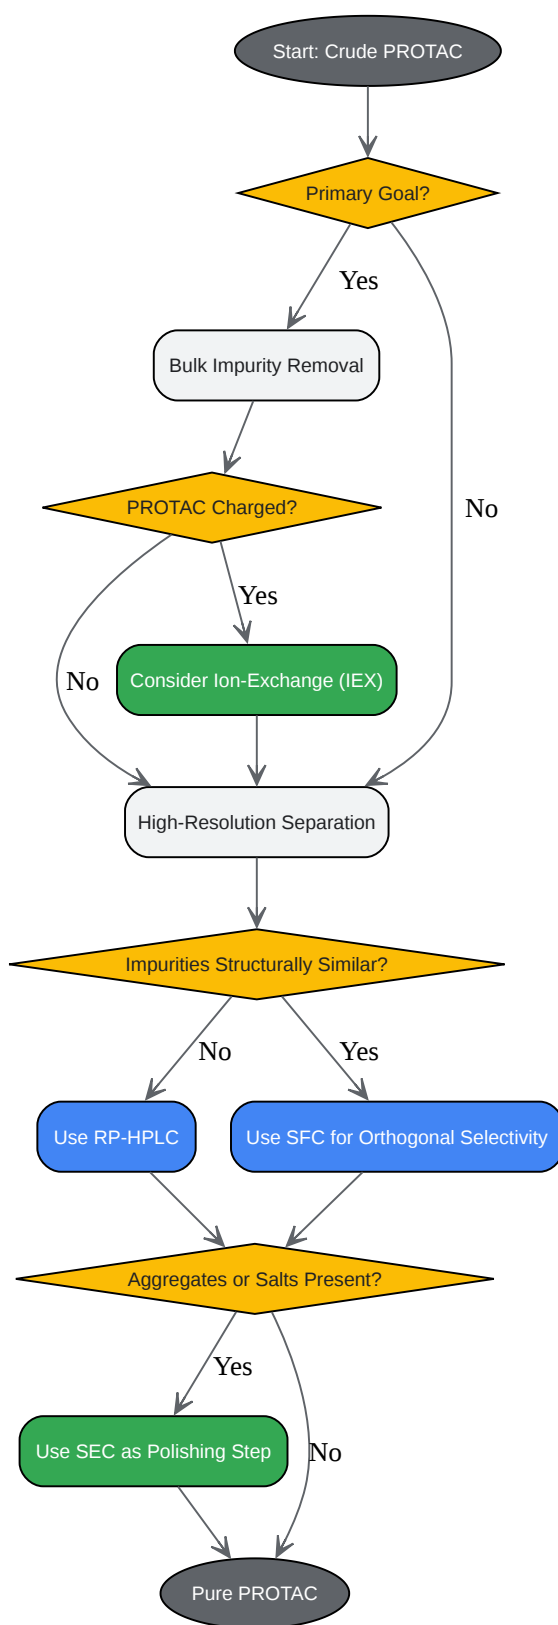 Start: Crude PROTAC
Primary Goal?
Yes
Bulk Impurity Removal
No
PROTAC Charged?
Yes
Consider Ion-Exchange (IEX)
No
High-Resolution Separation
Impurities Structurally Similar?
No
Yes
Use RP-HPLC
Use SFC for Orthogonal Selectivity
Aggregates or Salts Present?
Yes
Use SEC as Polishing Step
No
Pure PROTAC